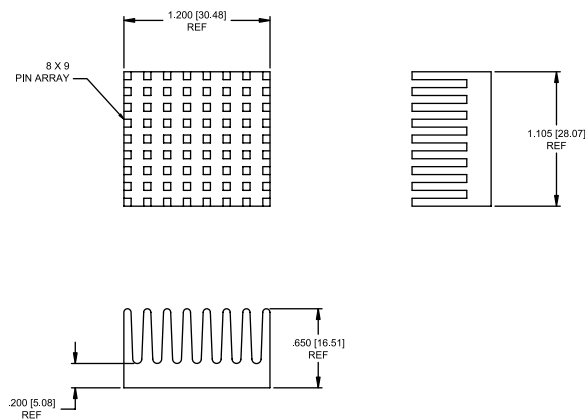 1.200 [30.48]
REF
8 X 9
PIN ARRAY
1.105 [28.07]
REF
.650 [16.51]
REF
.200 [5.08]
REF